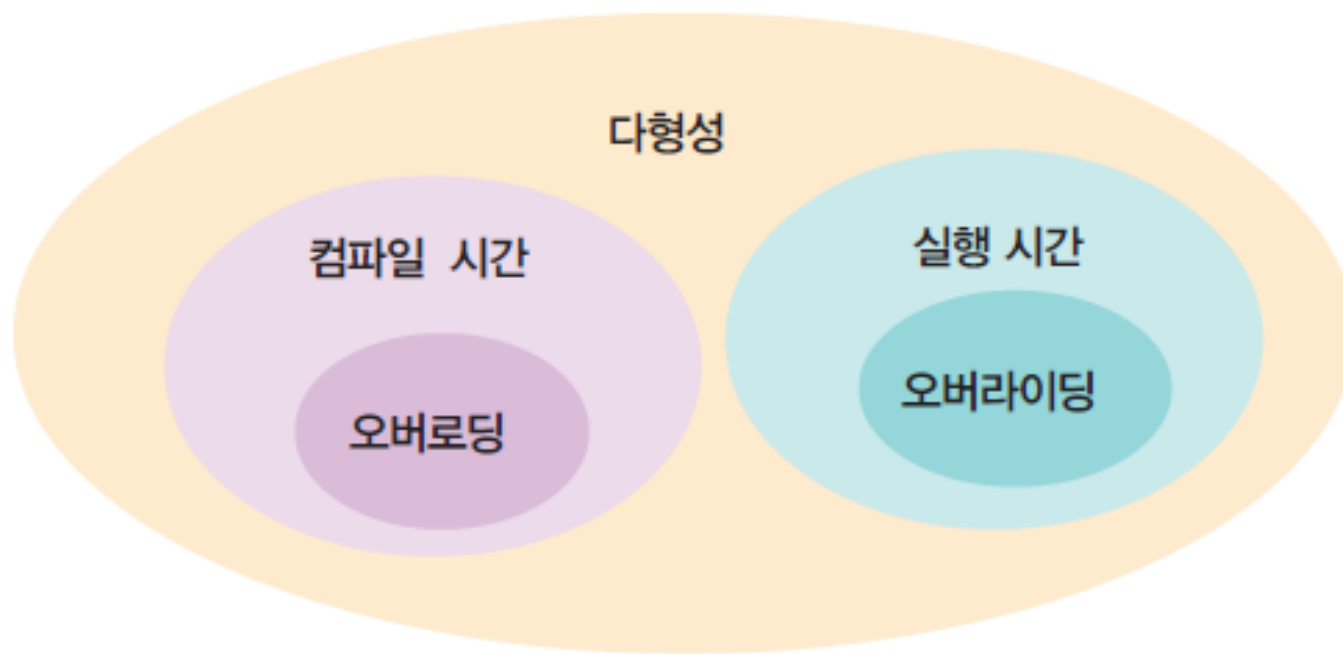 다형성
컴파일 시간
실행 시간
오버로딩
오버라이딩